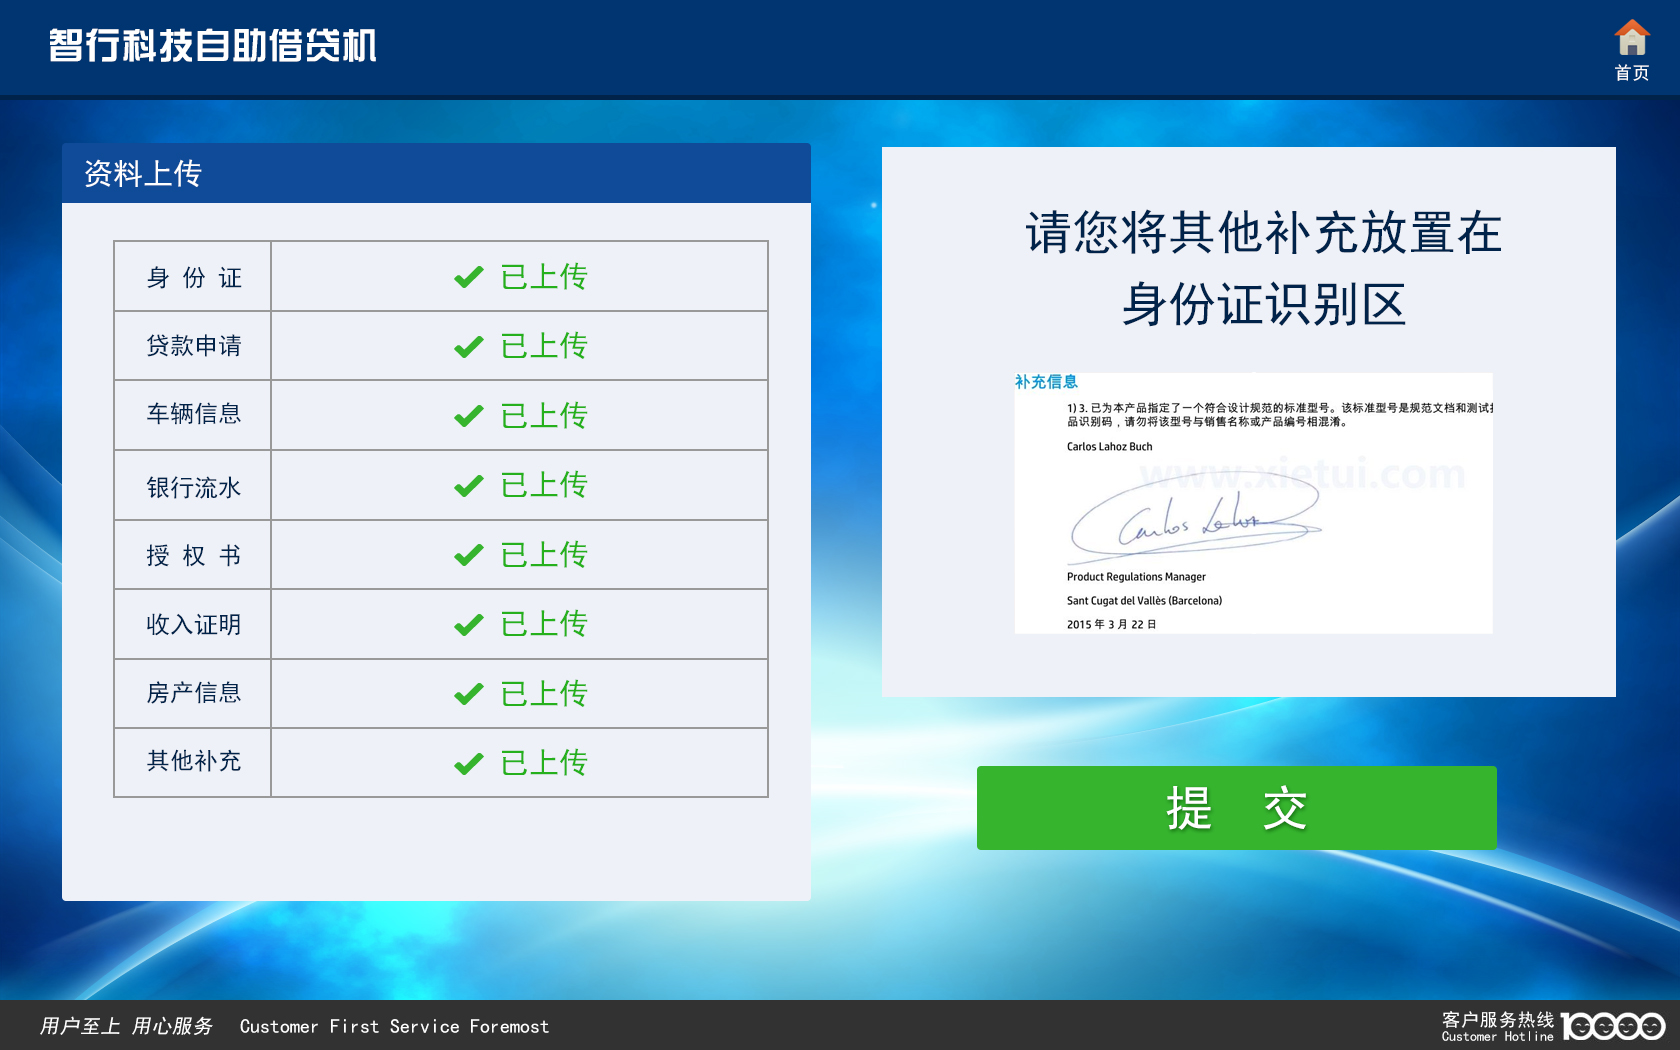 智行科技自助借贷机
首页
资料上传
身 份 证 已上传
贷款申请 已上传
车辆信息 已上传
银行流水 已上传
授 权 书 已上传
收入证明 已上传
房产信息 已上传
其他补充 已上传
请您将其他补充放置在
身份证识别区
补充信息
1) 3. 已为本产品指定了一个符合设计规范的标准型号。该标准型号是规范文档和测试
品识别码，请勿将该型号与销售名称或产品编号相混淆。
Carlos Lahoz Buch
www.xietui.com
Carlos Lahoz
Product Regulations Manager
Sant Cugat del Vallès (Barcelona)
2015 年 3 月 22 日
提 交
用户至上 用心服务 Customer First Service Foremost
客户服务热线 10000
Customer Hotline